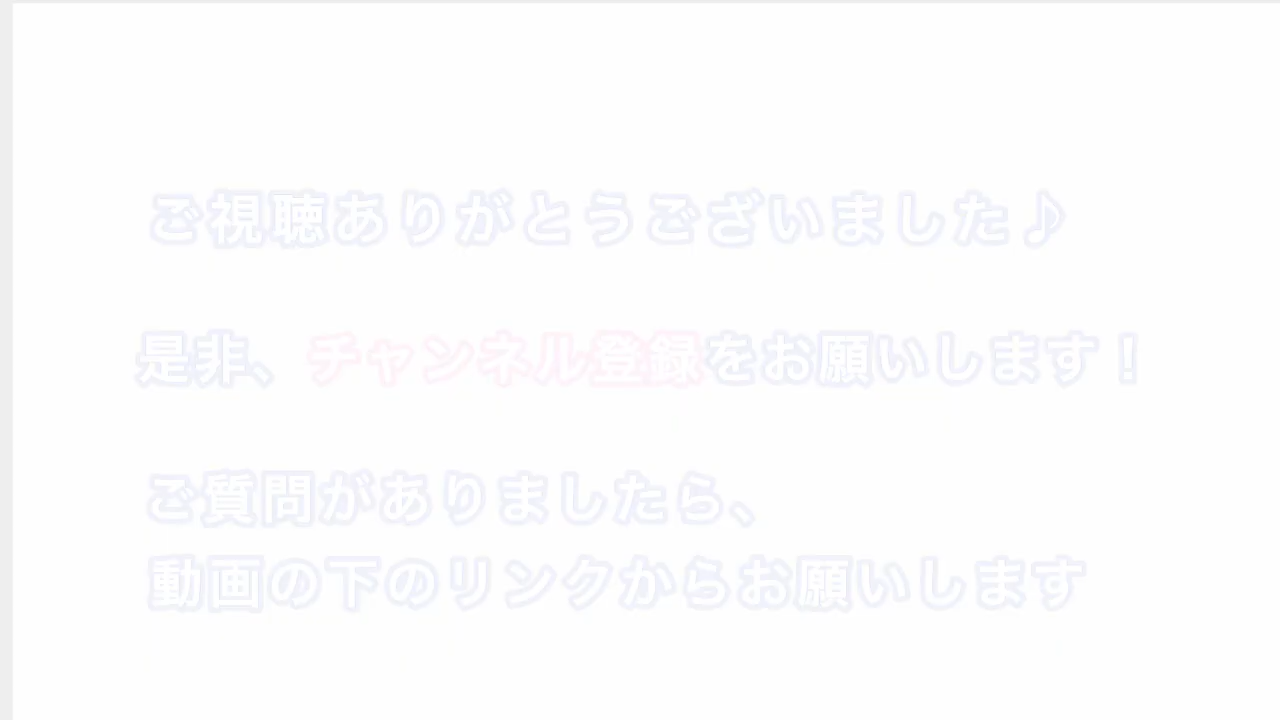 ご視聴ありがとうございました♪
是非、チャンネル登録をお願いします！
ご質問がありましたら、
動画の下のリンクからお願いします